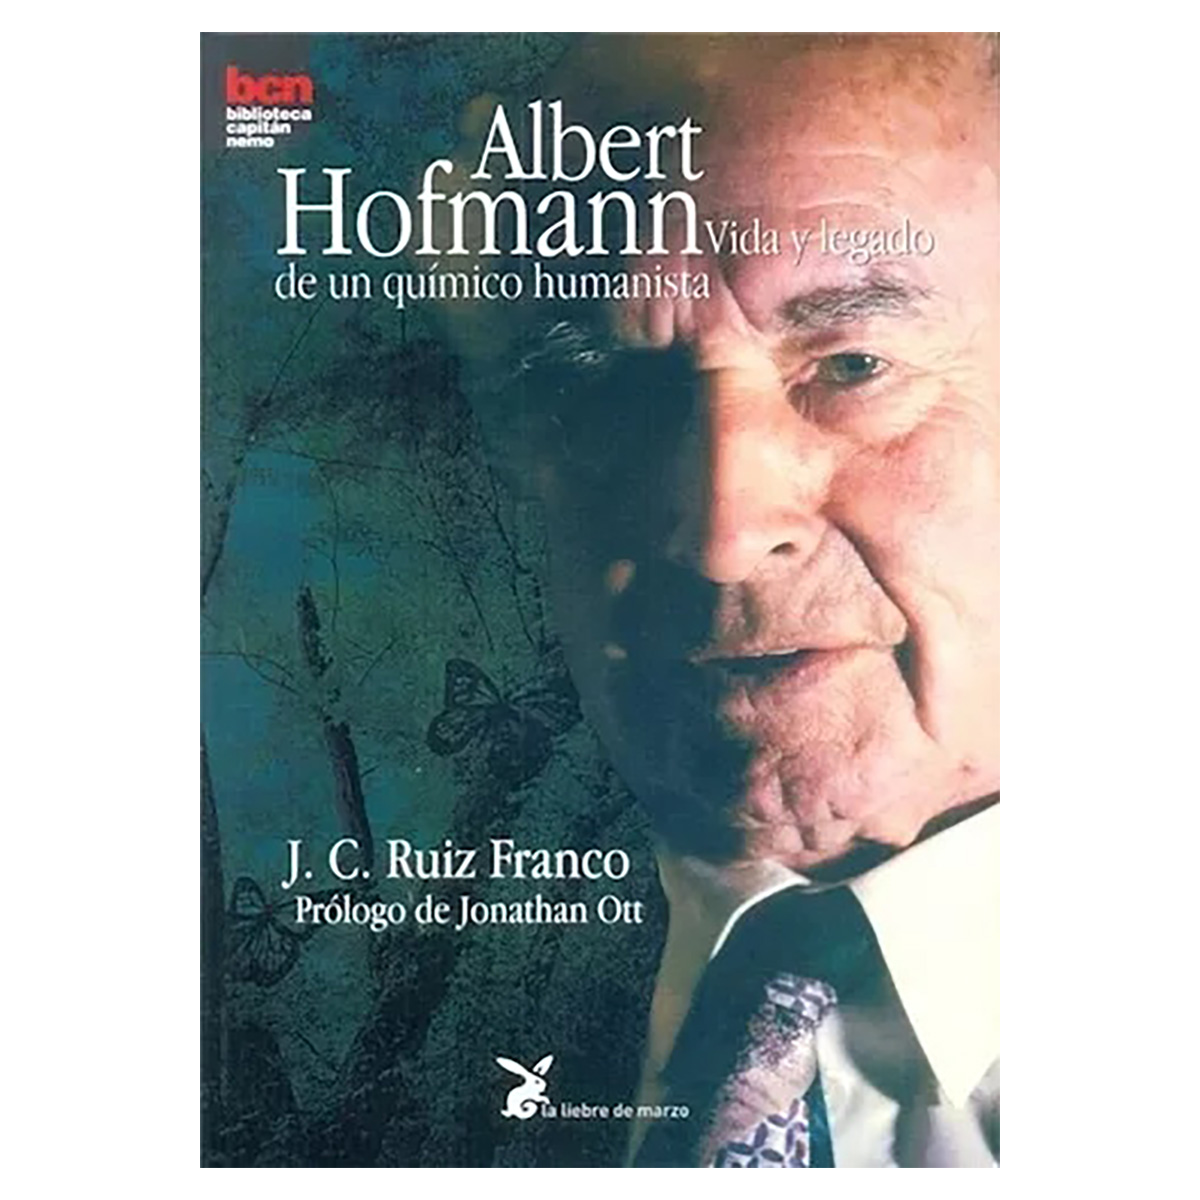 bcn
biblioteca
capitán
nemo
Albert
Hofmann Vida y legado
de un químico humanista
J. C. Ruiz Franco
Prólogo de Jonathan Ott
la liebre de marzo